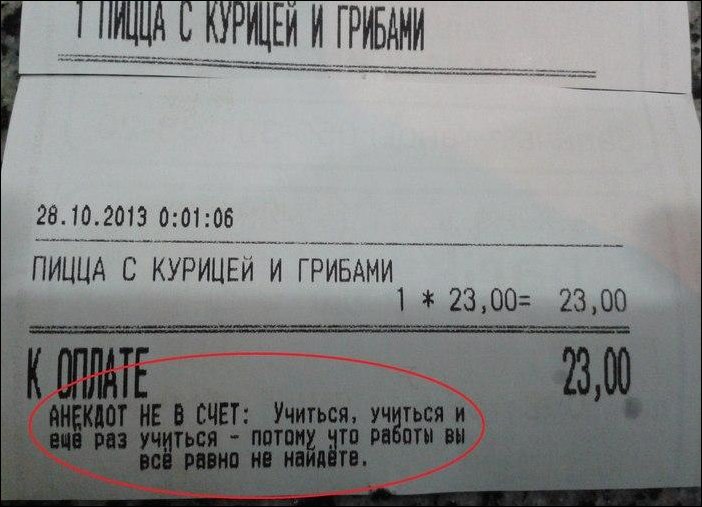 1 ПИЦЦА С КУРИЦЕЙ И ГРИБАМИ
28.10.2013 0:01:06
ПИЦЦА С КУРИЦЕЙ И ГРИБАМИ
1 * 23,00= 23,00
К ОПЛАТЕ 23,00
АНЕКДОТ НЕ В СЧЕТ: Учиться, учиться и
ещё раз учиться - потому что работы вы
всё равно не найдёте.